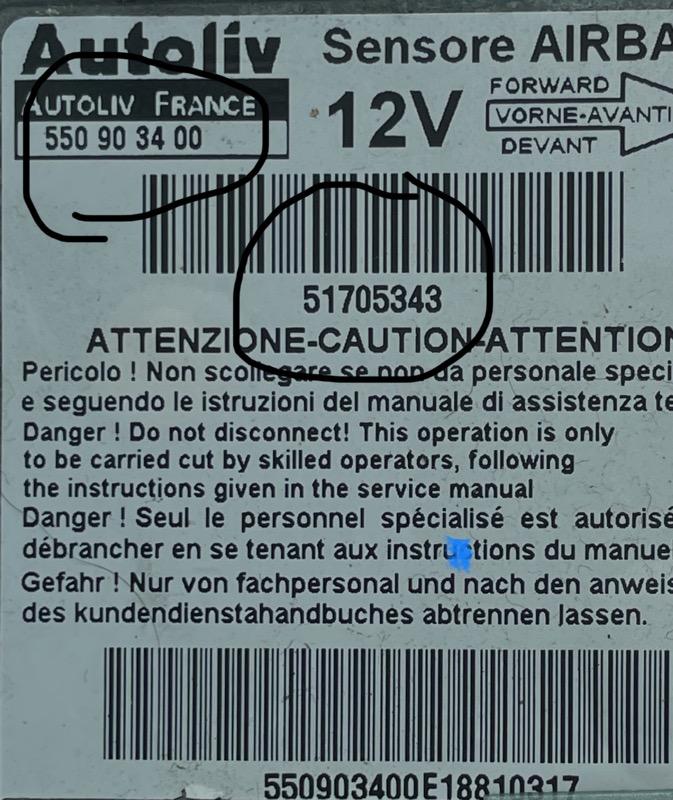 Autoliv Sensore AIRBA
AUTOLIV FRANCE
550 90 34 00
12V
FORWARD
VORNE-AVANTI
DEVANT
51705343
ATTENZIONE-CAUTION-ATTENTION
Pericolo ! Non scollegare se non da personale speci
e seguendo le istruzioni del manuale di assistenza te
Danger ! Do not disconnect! This operation is only
to be carried cut by skilled operators, following
the instructions given in the service manual
Danger ! Seul le personnel spécialisé est autorisé
débrancher en se tenant aux instructions du manue
Gefahr ! Nur von fachpersonal und nach den anweis
des kundendienstahandbuches abtrennen lassen.
550903400E18810317